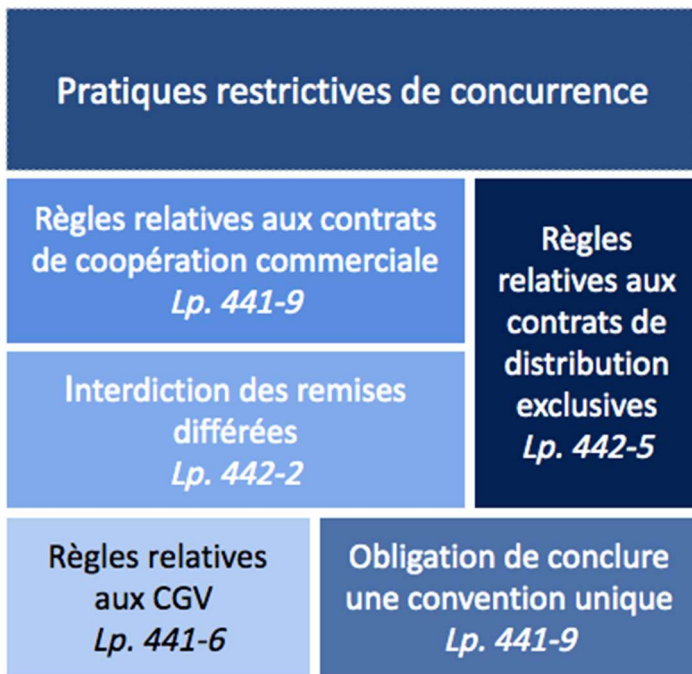 Pratiques restrictives de concurrence
Règles relatives aux contrats
de coopération commerciale
Lp. 441-9
Règles
relatives aux
contrats de
distribution
exclusives
Lp. 442-5
Interdiction des remises
différées
Lp. 442-2
Règles relatives
aux CGV
Lp. 441-6
Obligation de conclure
une convention unique
Lp. 441-9